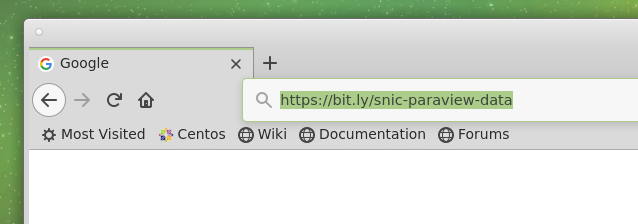 Google
https://bit.ly/snic-paraview-data
Most Visited Centos Wiki Documentation Forums